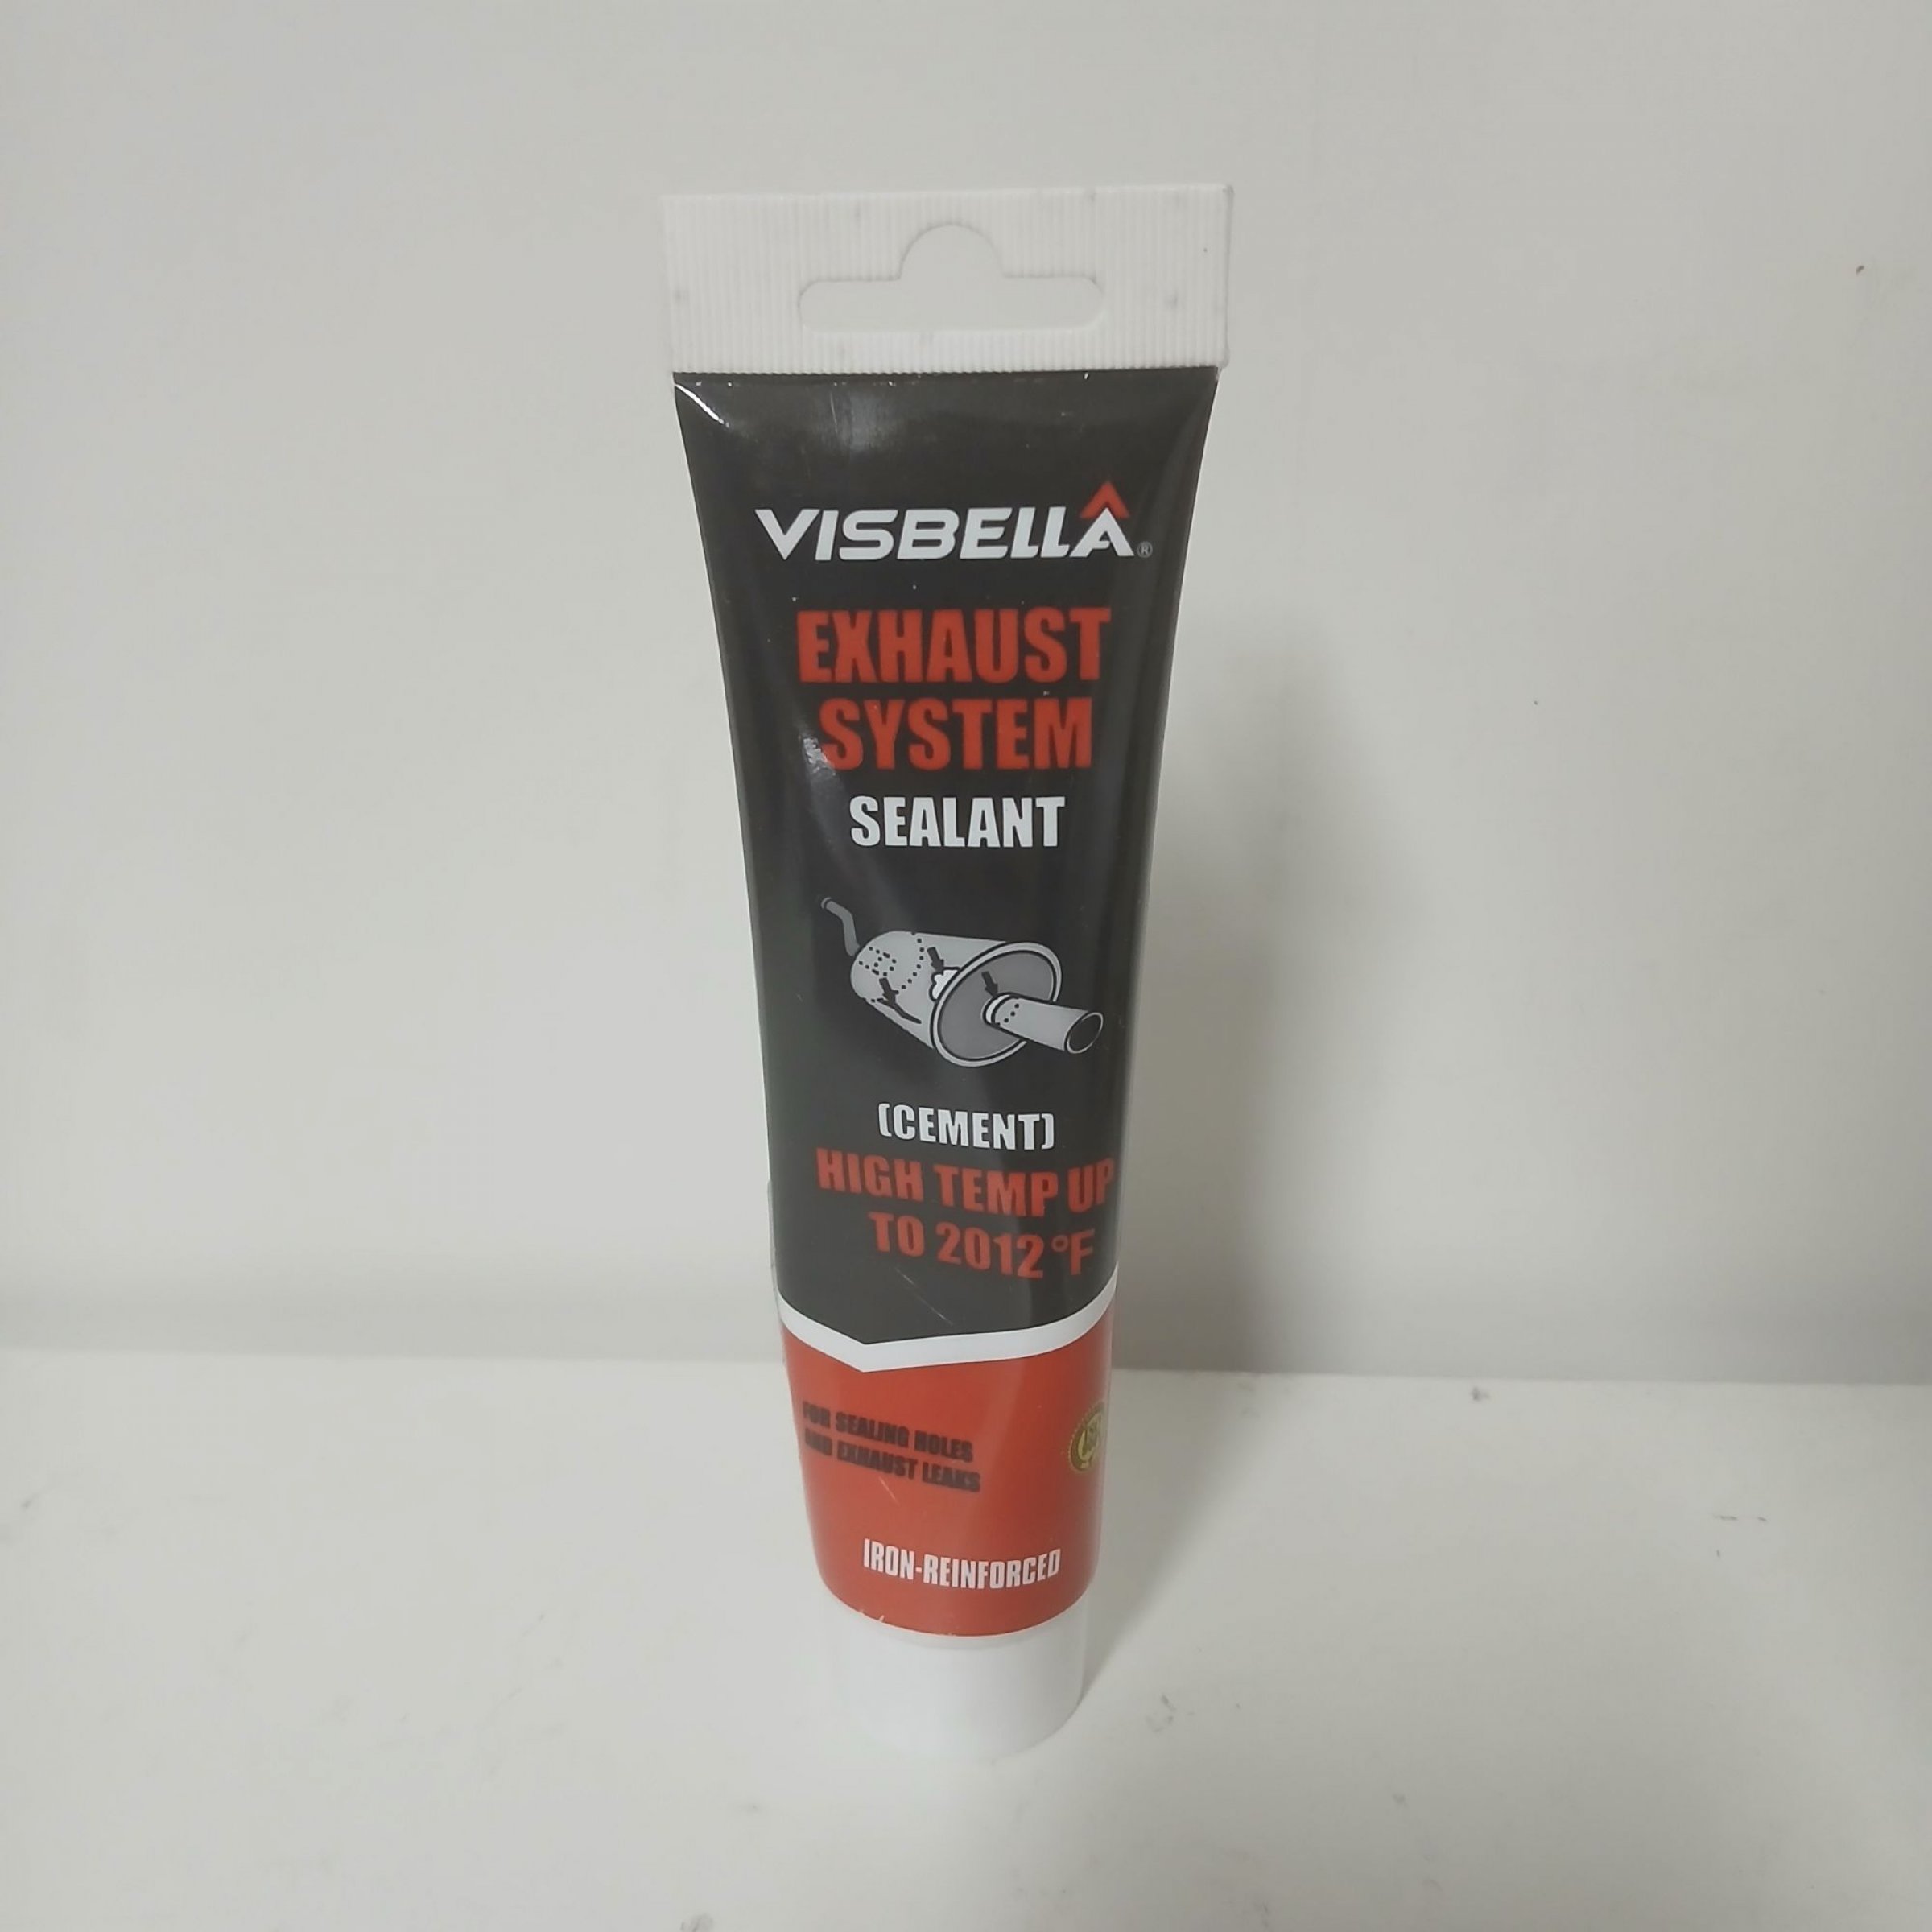 VISBELLA®
EXHAUST
SYSTEM
SEALANT
(CEMENT)
HIGH TEMP UP
TO 2012 °F
FOR SEALING HOLES
AND EXHAUST LEAKS
IRON-REINFORCED